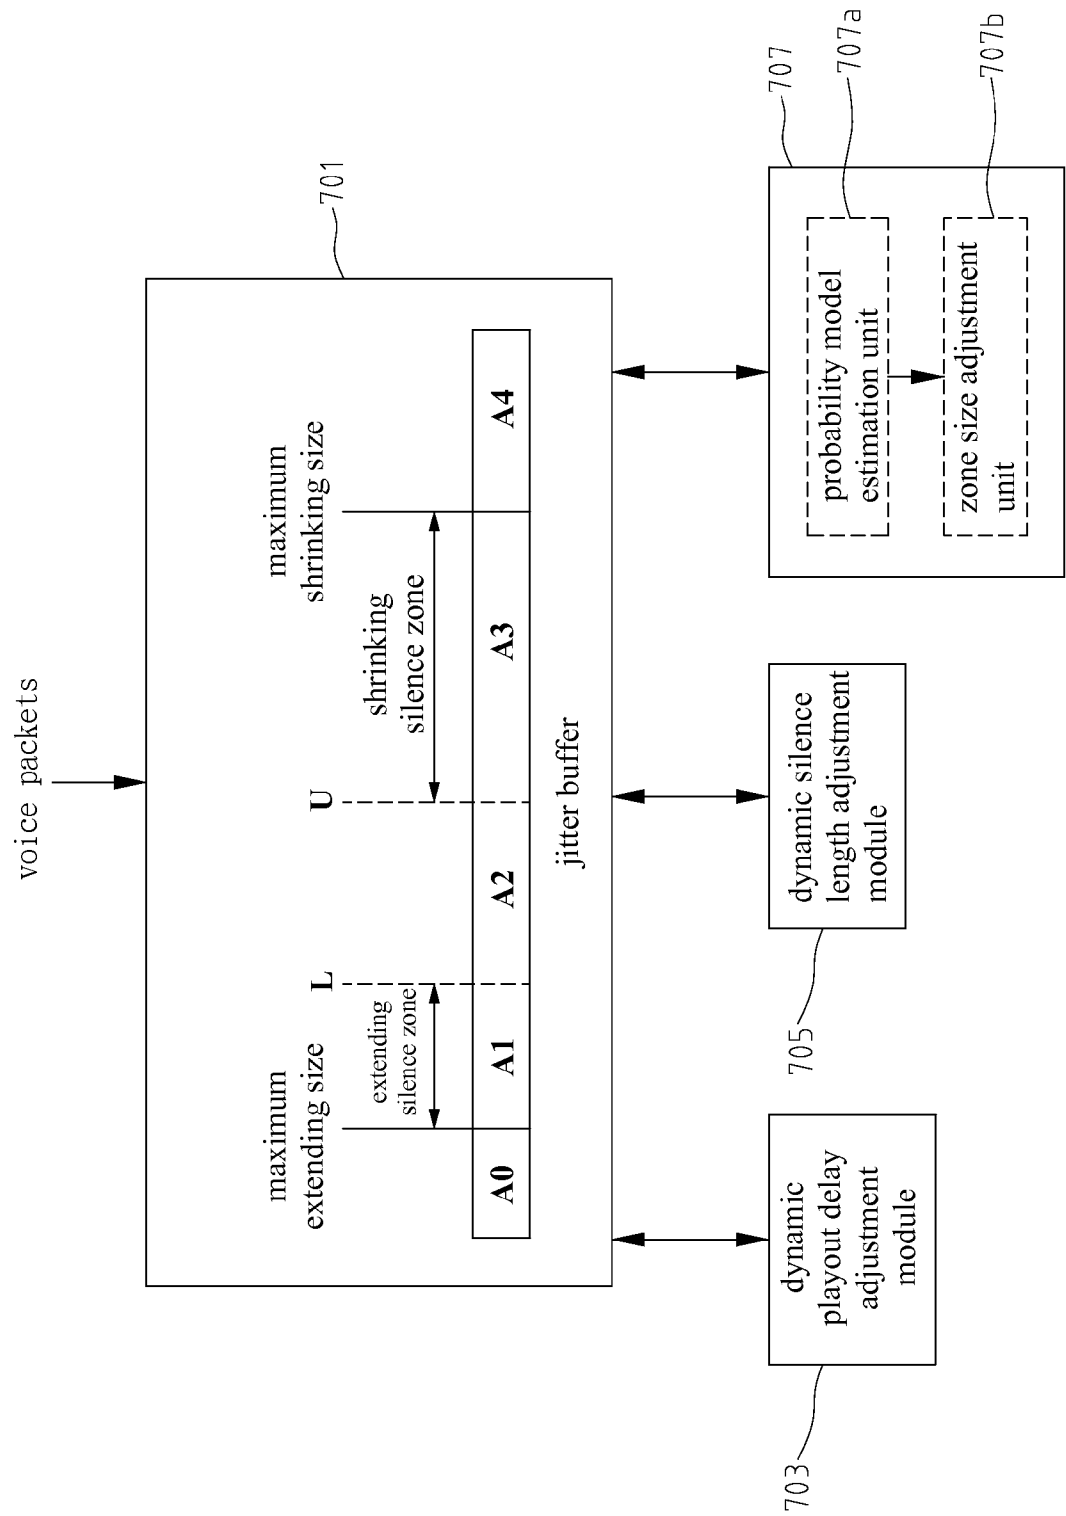 voice packets
701
maximum
extending size
L
U
maximum
shrinking size
extending
silence zone
shrinking
silence zone
A0
A1
A2
A3
A4
jitter buffer
703
dynamic
playout delay
adjustment
module
705
dynamic silence
length adjustment
module
707
707a
probability model
estimation unit
707b
zone size adjustment
unit